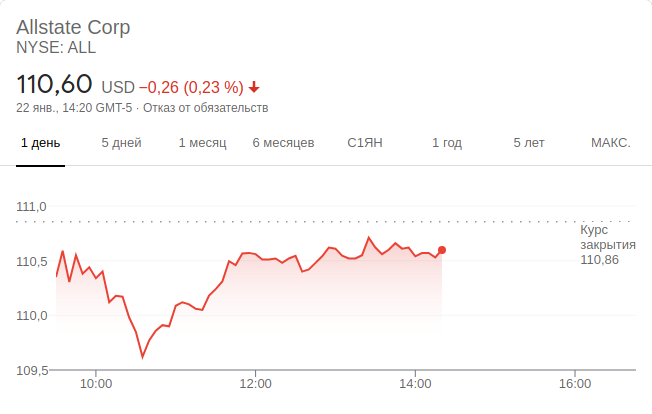 Allstate Corp
NYSE: ALL
110,60 USD −0,26 (0,23 %)
22 янв., 14:20 GMT-5 · Отказ от обязательств
1 день 5 дней 1 месяц 6 месяцев С1ЯН 1 год 5 лет МАКС.
111,0
Курс
закрытия
110,86
110,5
110,0
109,5
10:00 12:00 14:00 16:00